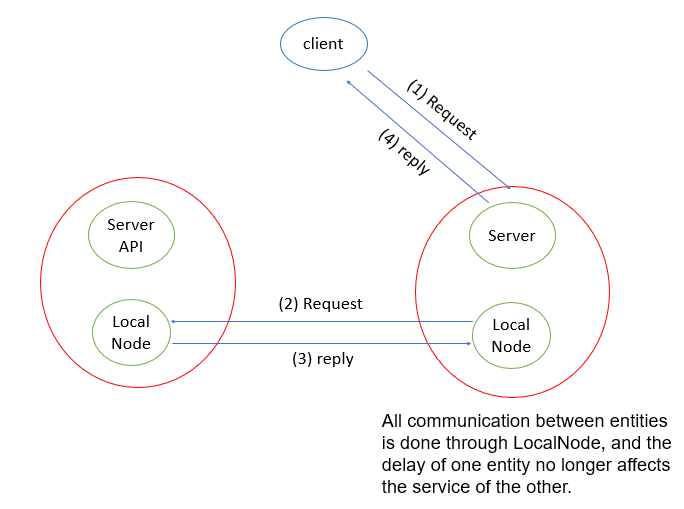 client
(1) Request
(4) reply
Server
API
Server
(2) Request
Local
Node
Local
Node
(3) reply
All communication between entities
is done through LocalNode, and the
delay of one entity no longer affects
the service of the other.